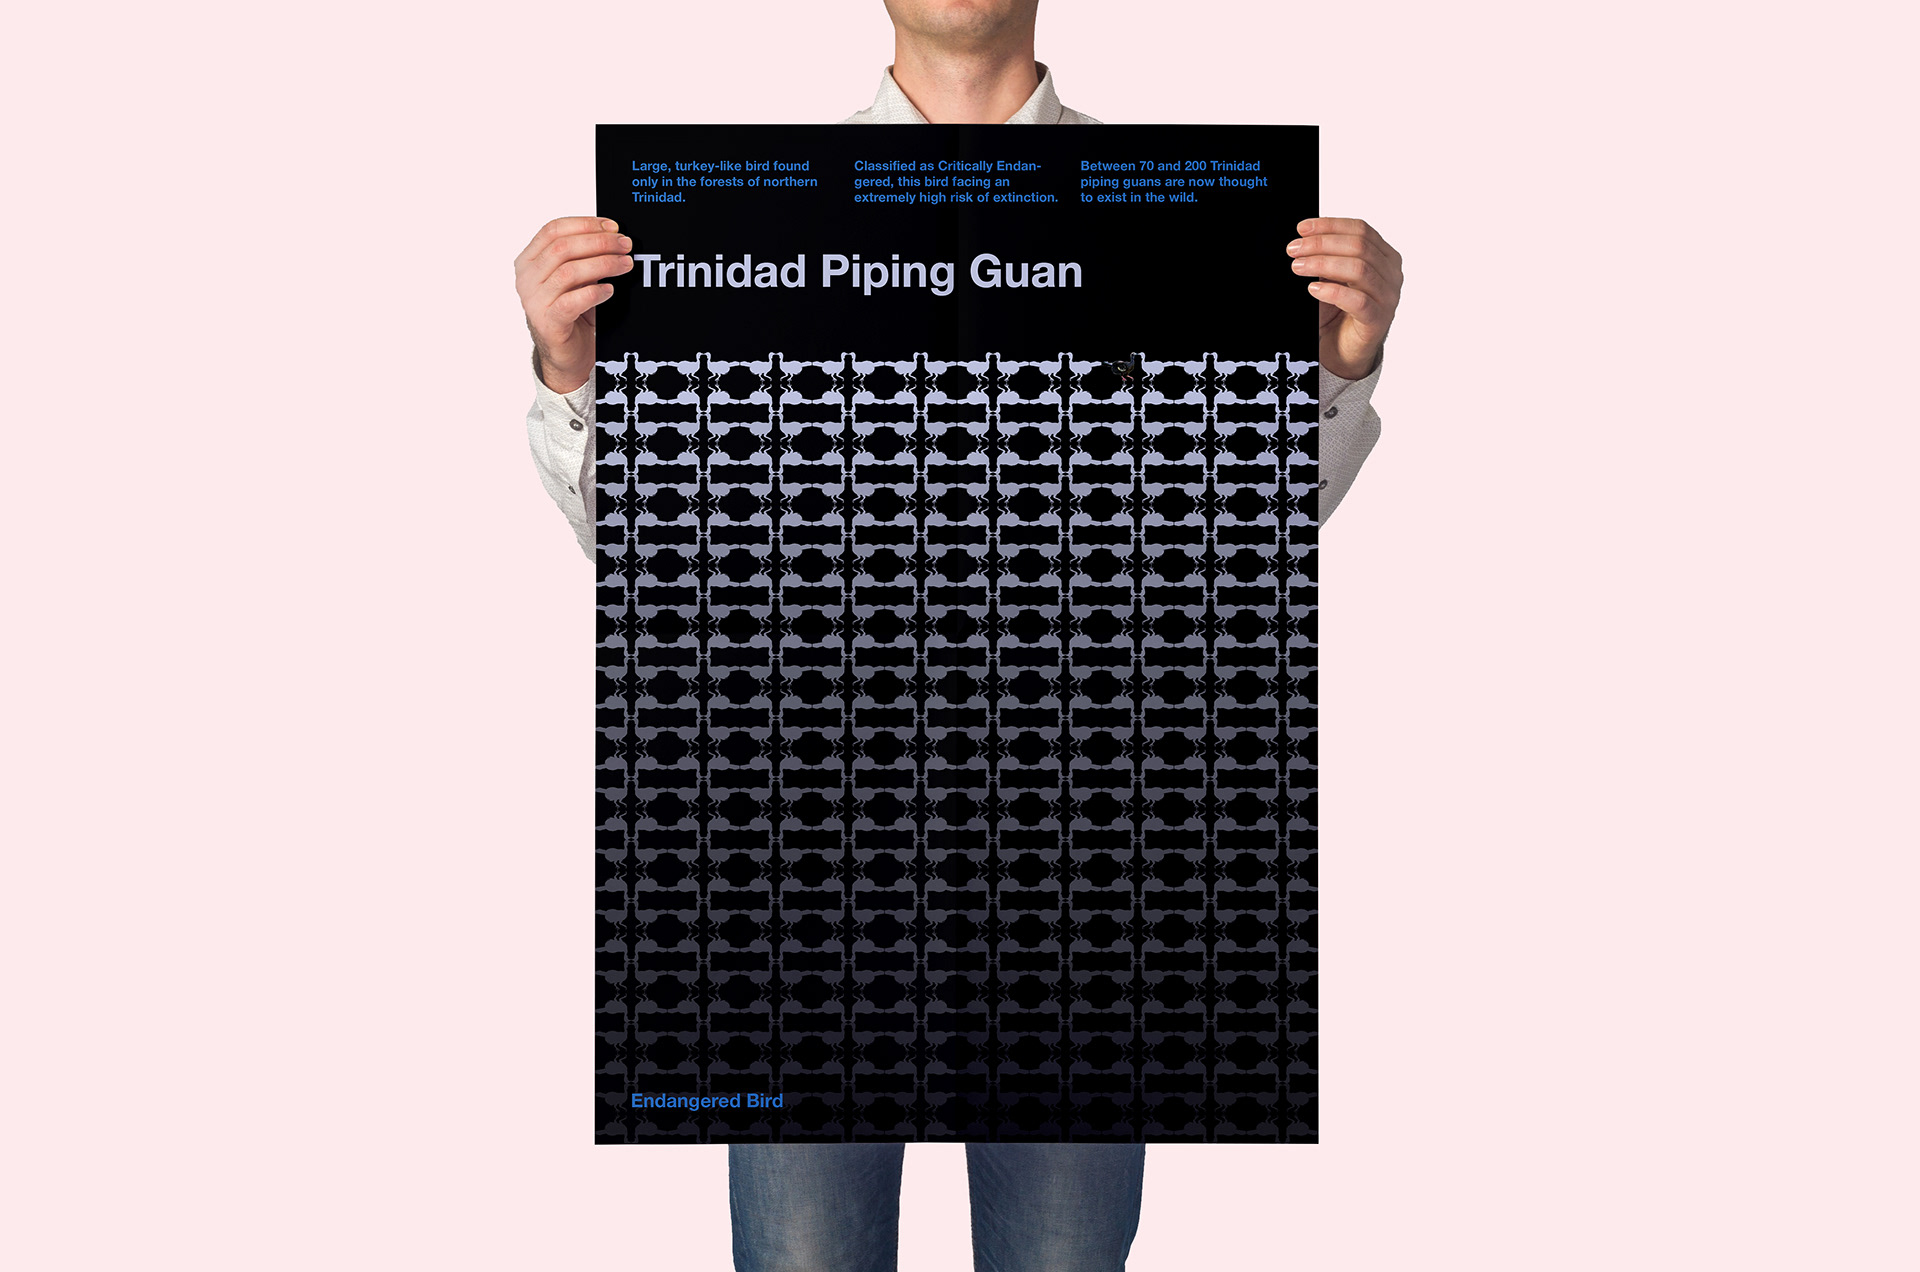 Large, turkey-like bird found
only in the forests of northern
Trinidad.
Classified as Critically Endan-
gered, this bird facing an
extremely high risk of extinction.
Between 70 and 200 Trinidad
piping guans are now thought
to exist in the wild.
Trinidad Piping Guan
Endangered Bird